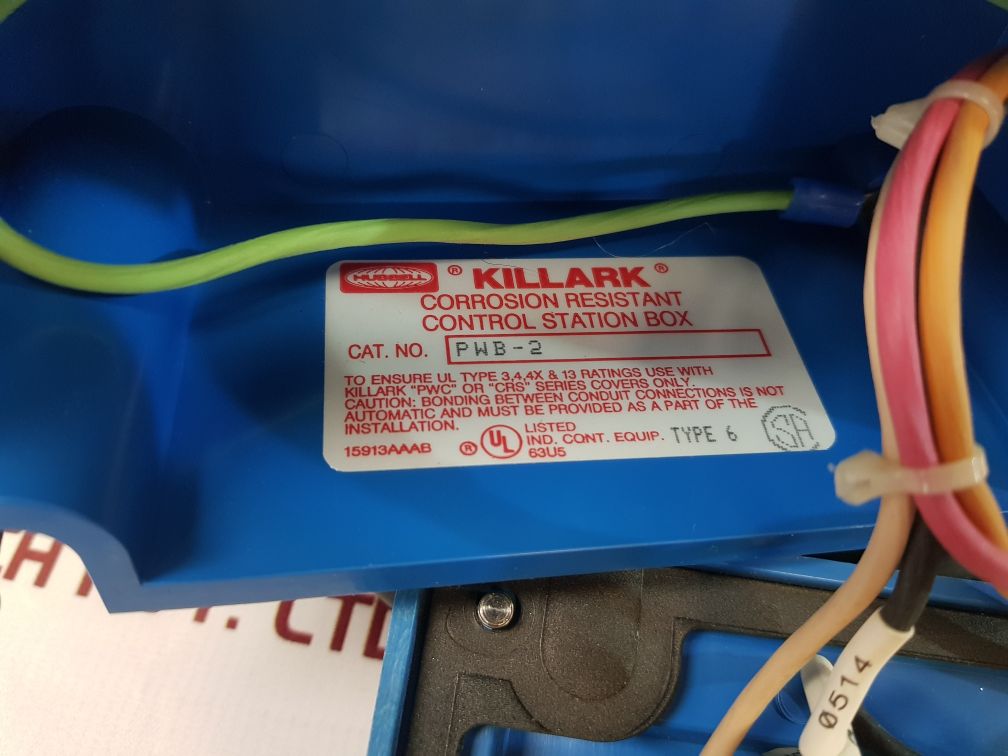 HUBBELL ® KILLARK ®
CORROSION RESISTANT
CONTROL STATION BOX
CAT. NO. PWB-2
TO ENSURE UL TYPE 3,4,4X & 13 RATINGS USE WITH
KILLARK "PWC" OR "CRS" SERIES COVERS ONLY.
CAUTION: BONDING BETWEEN CONDUIT CONNECTIONS IS NOT
AUTOMATIC AND MUST BE PROVIDED AS A PART OF THE
INSTALLATION.
15913AAAB ® UL LISTED
IND. CONT. EQUIP. TYPE 6 SA
63U5
0514